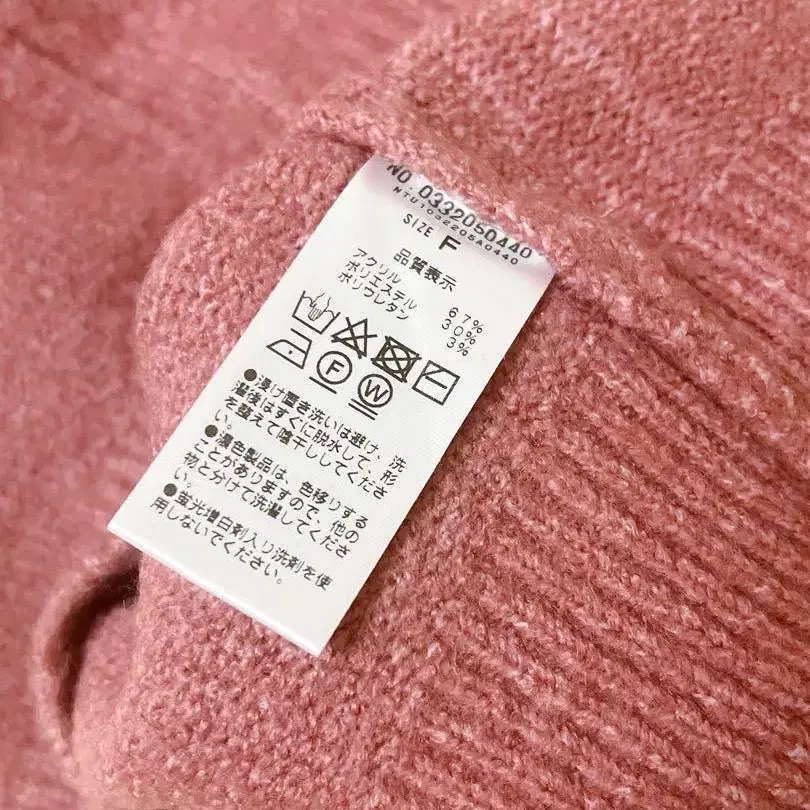 NO.0332050440
NTU1032205A0440
SIZE F
品質表示
アクリル 67%
ポリエステル 30%
ポリウレタン 3%
F W
●浸け置き洗いは避け、洗
濯後はすぐに脱水して、形
を整えて陰干ししてくださ
い。
●濃色製品は、色移りする
ことがありますので、他の
物と分けて洗濯してくださ
い。
●蛍光増白剤入り洗剤を使
用しないでください。